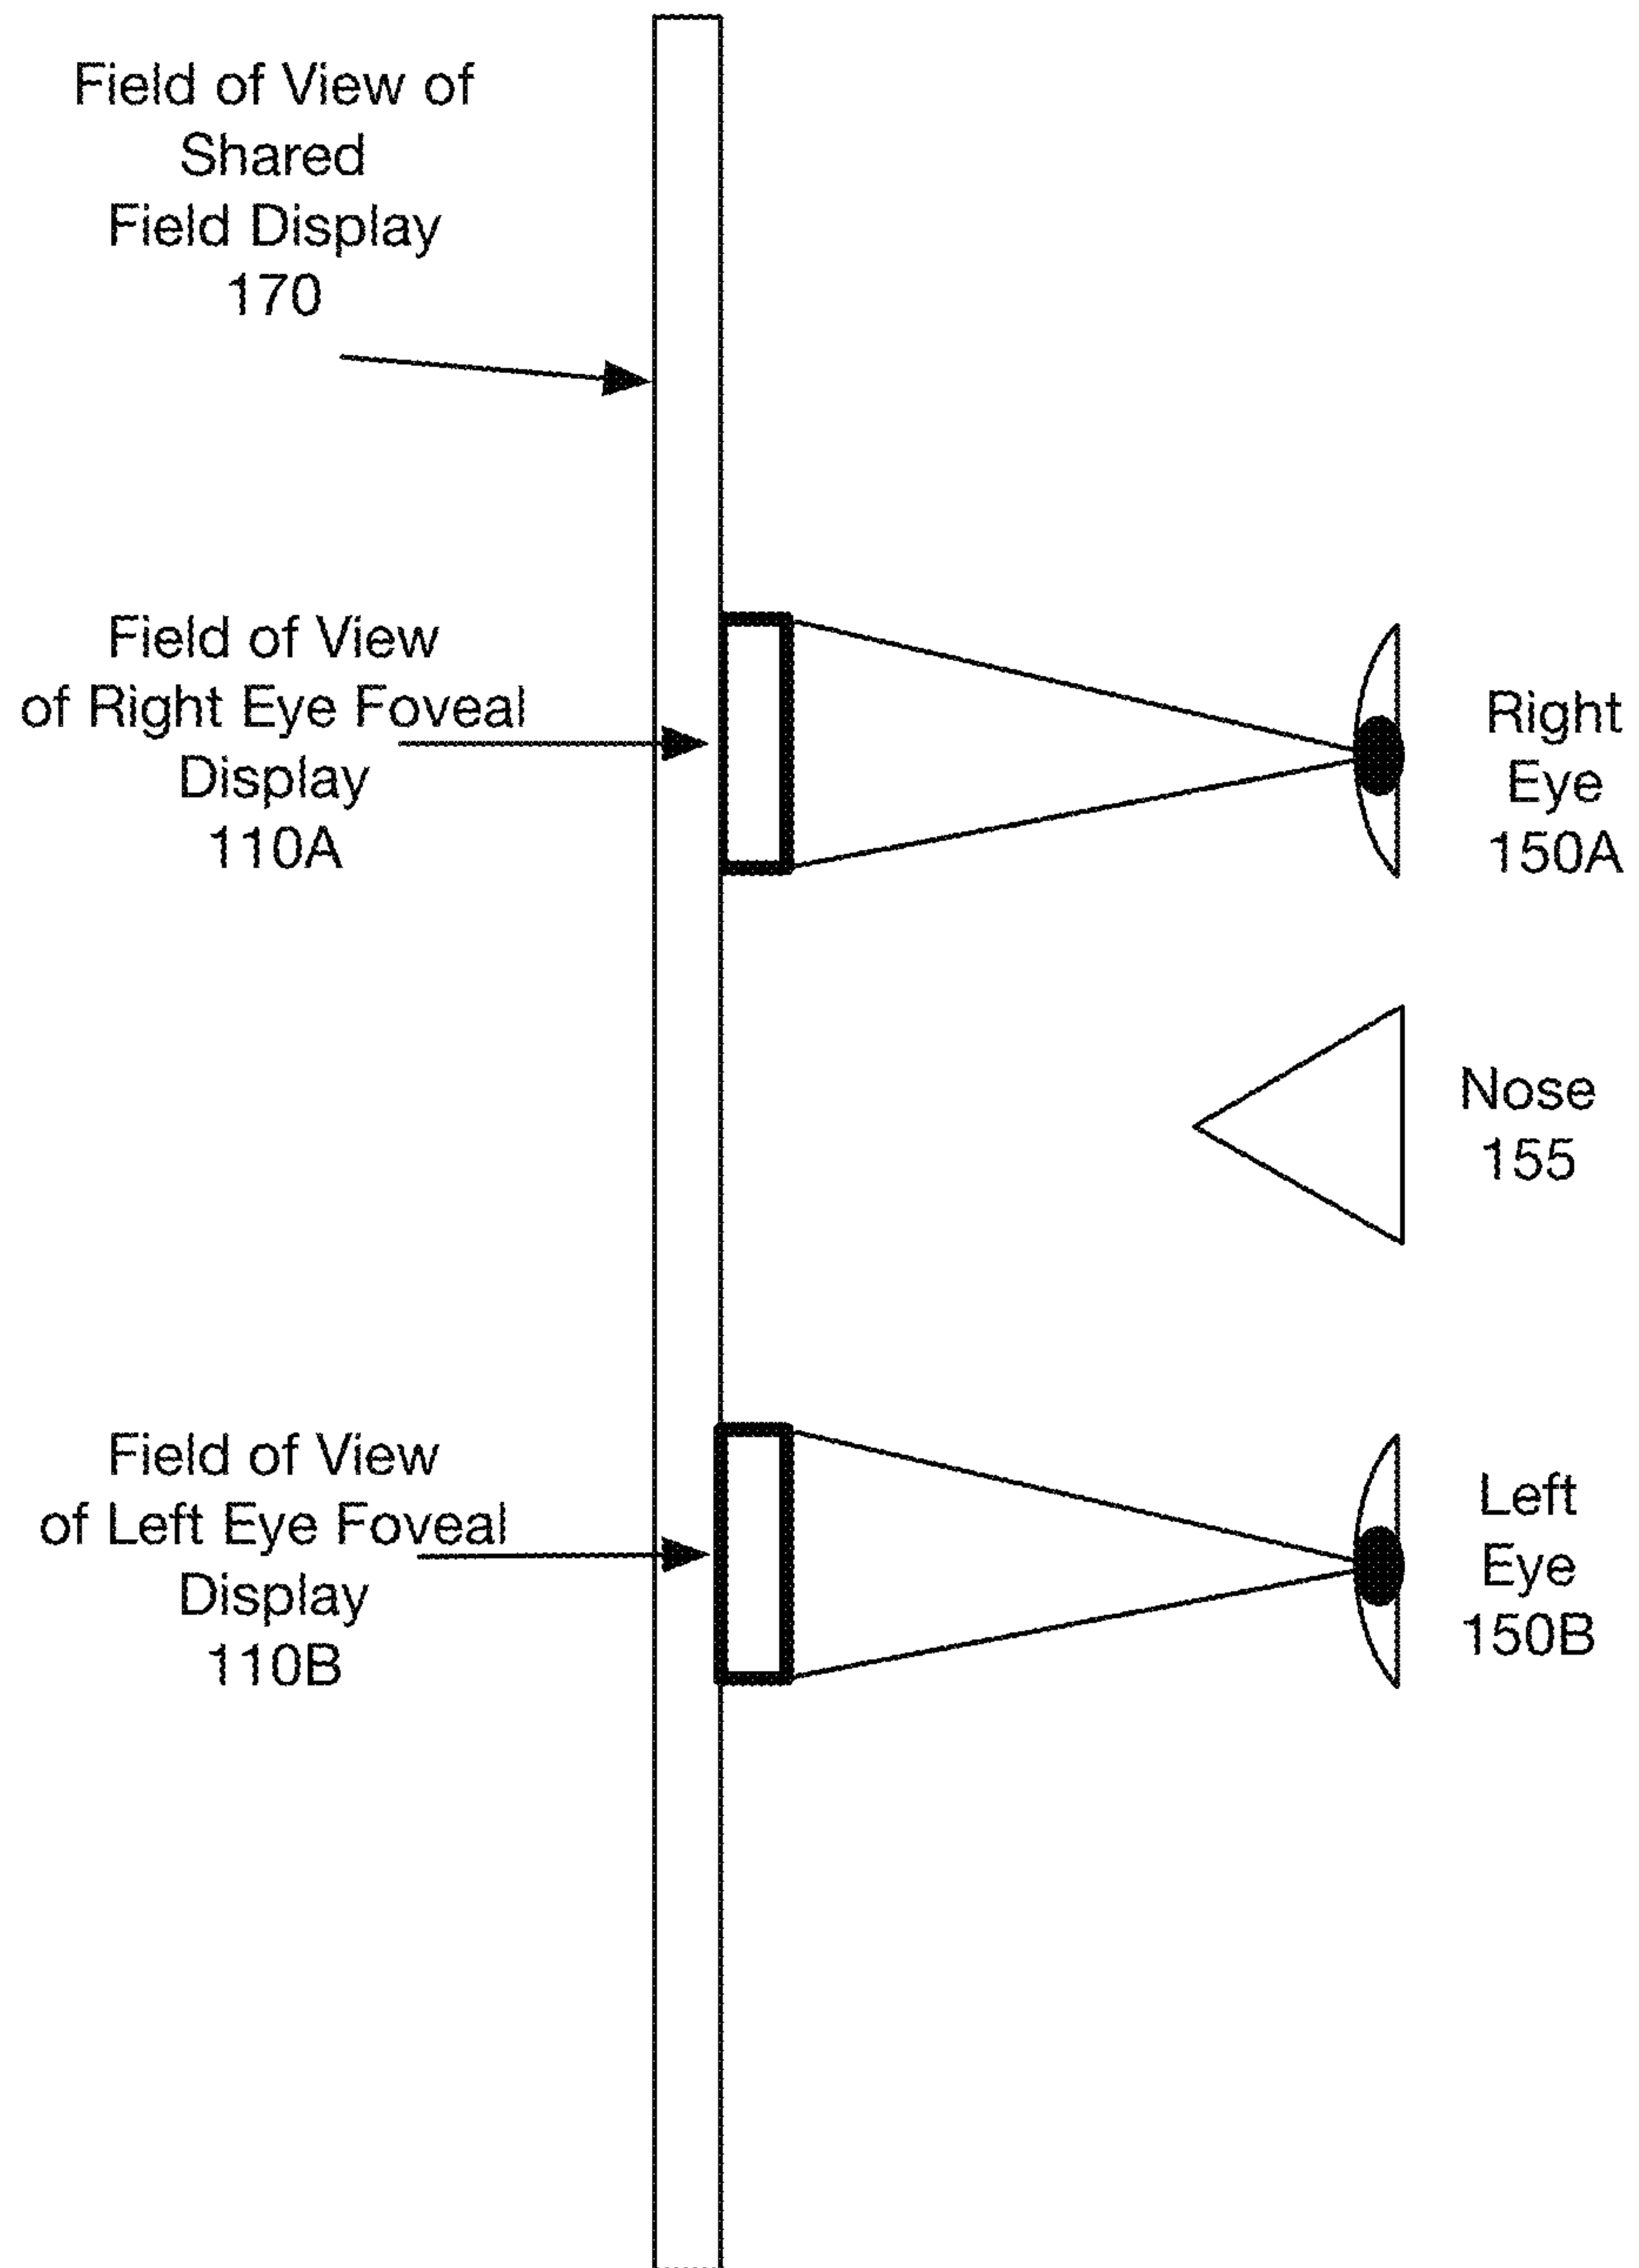 Field of View of
Shared
Field Display
170
Field of View
of Right Eye Foveal
Display
110A
Right
Eye
150A
Nose
155
Field of View
of Left Eye Foveal
Display
110B
Left
Eye
150B